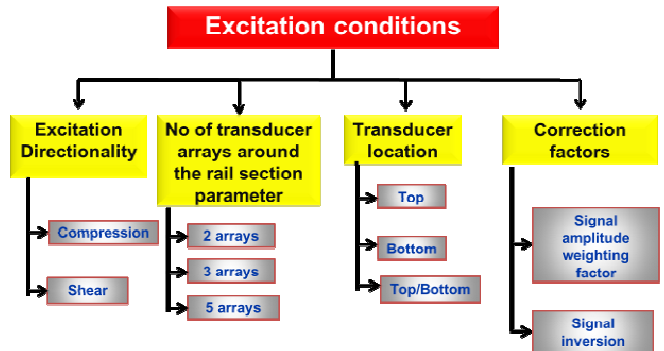 Excitation conditions
Excitation
Directionality
Compression
Shear
No of transducer
arrays around
the rail section
parameter
2 arrays
3 arrays
5 arrays
Transducer
location
Top
Bottom
Top/Bottom
Correction
factors
Signal
amplitude
weighting
factor
Signal
inversion